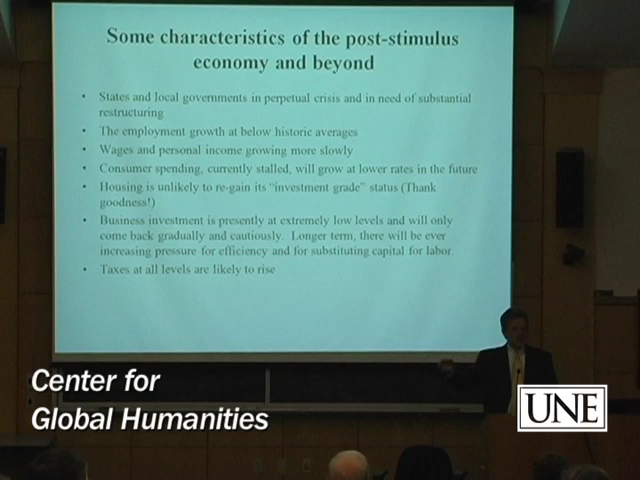 Some characteristics of the post-stimulus
economy and beyond
• States and local governments in perpetual crisis and in need of substantial
restructuring
• The employment growth at below historic averages
• Wages and personal income growing more slowly
• Consumer spending, currently stalled, will grow at lower rates in the future
• Housing is unlikely to re-gain its “investment grade” status (Thank
goodness!)
• Business investment is presently at extremely low levels and will only
come back gradually and cautiously. Longer term, there will be ever
increasing pressure for efficiency and for substituting capital for labor.
• Taxes at all levels are likely to rise
Center for
Global Humanities
UNE